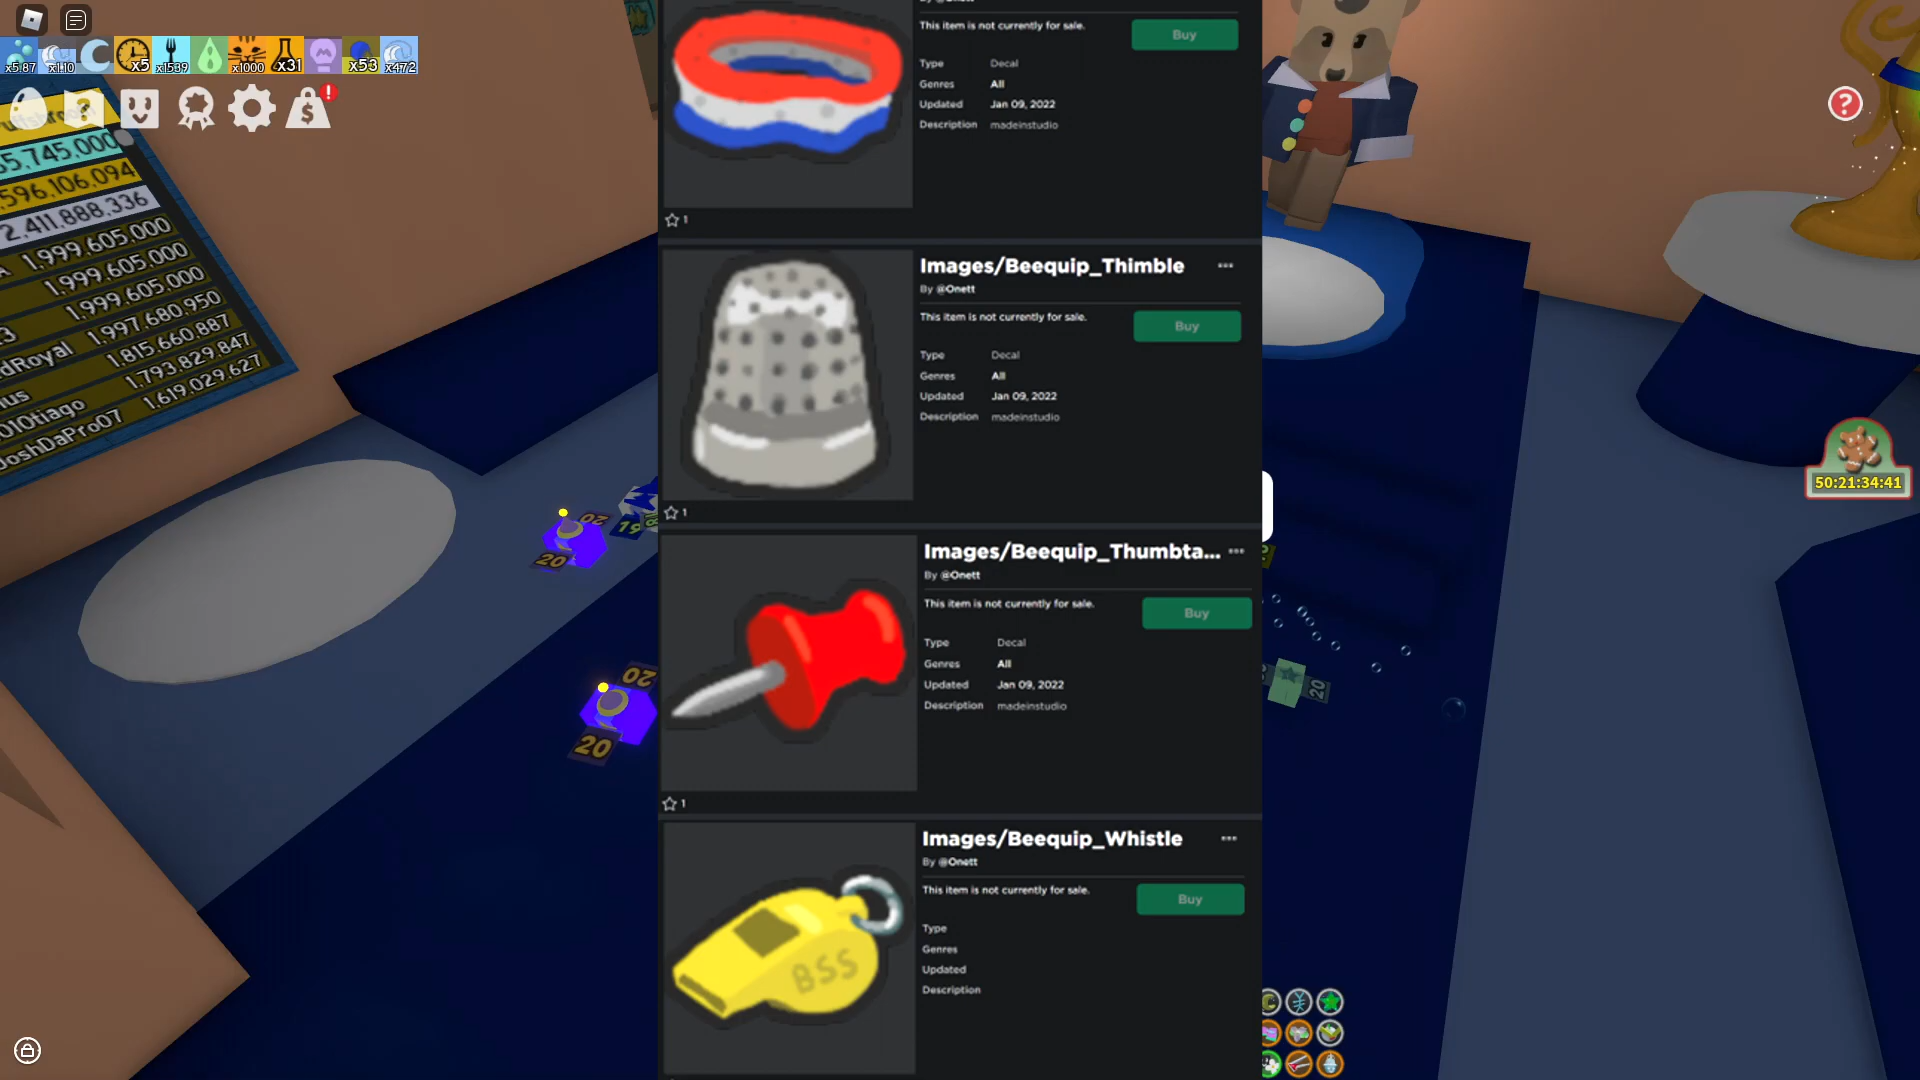 x5.87
x1.10
x5
x1539
x1000
x31
x53
x472
55,745,000
,596,106,094
2,411,888,336
1,999,605,000
1,999,605,000
1,999,605,000
dRoyal 1,997,680,950
1,815,660,887
1,793,829,847
JoshDaPro07 1,619,029,627
20
20
19
20
20
This item is not currently for sale.
Buy
Type Decal
Genres All
Updated Jan 09, 2022
Description madeinstudio
1
Images/Beequip_Thimble
By @Onett
This item is not currently for sale.
Buy
Type Decal
Genres All
Updated Jan 09, 2022
Description madeinstudio
1
Images/Beequip_Thumbta...
By @Onett
This item is not currently for sale.
Buy
Type Decal
Genres All
Updated Jan 09, 2022
Description madeinstudio
1
Images/Beequip_Whistle
By @Onett
This item is not currently for sale.
Buy
Type
Genres
Updated
Description
BSS
50:21:34:41
20